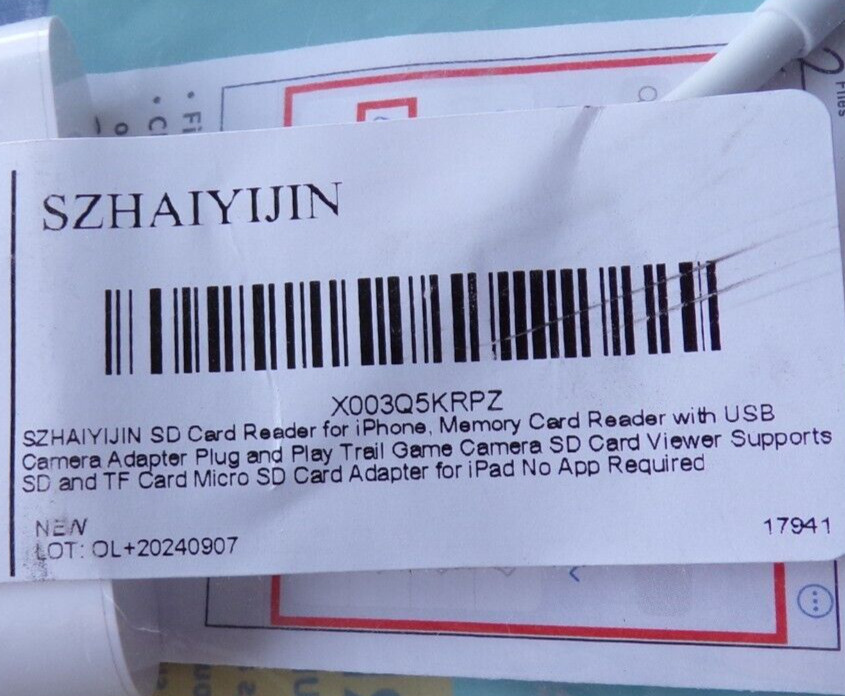 SZHAIYIJIN
X003Q5KRPZ
SZHAIYIJIN SD Card Reader for iPhone, Memory Card Reader with USB
Camera Adapter Plug and Play Trail Game Camera SD Card Viewer Supports
SD and TF Card Micro SD Card Adapter for iPad No App Required
NEW
17941
LOT: OL+20240907
2
Files